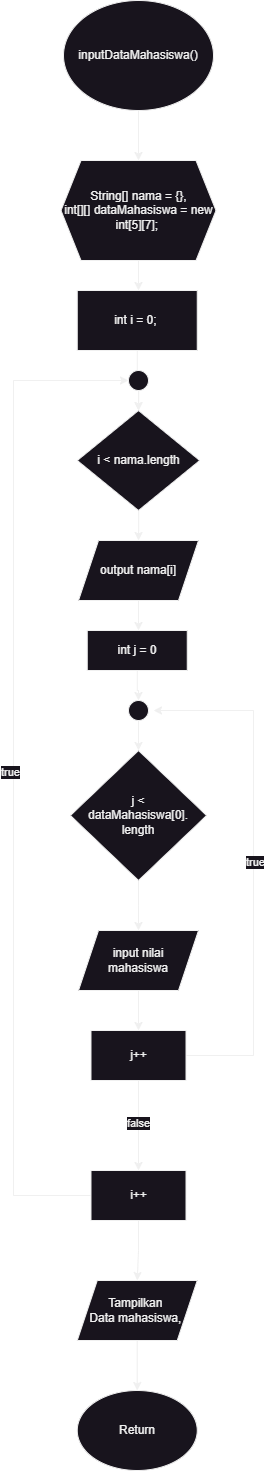 inputDataMahasiswa()
String[] nama = {},
int[][] dataMahasiswa = new
int[5][7];
int i = 0;
i < nama.length
output nama[i]
int j = 0
j <
dataMahasiswa[0].
length
true
true
input nilai
mahasiswa
j++
false
i++
Tampilkan
Data mahasiswa,
Return